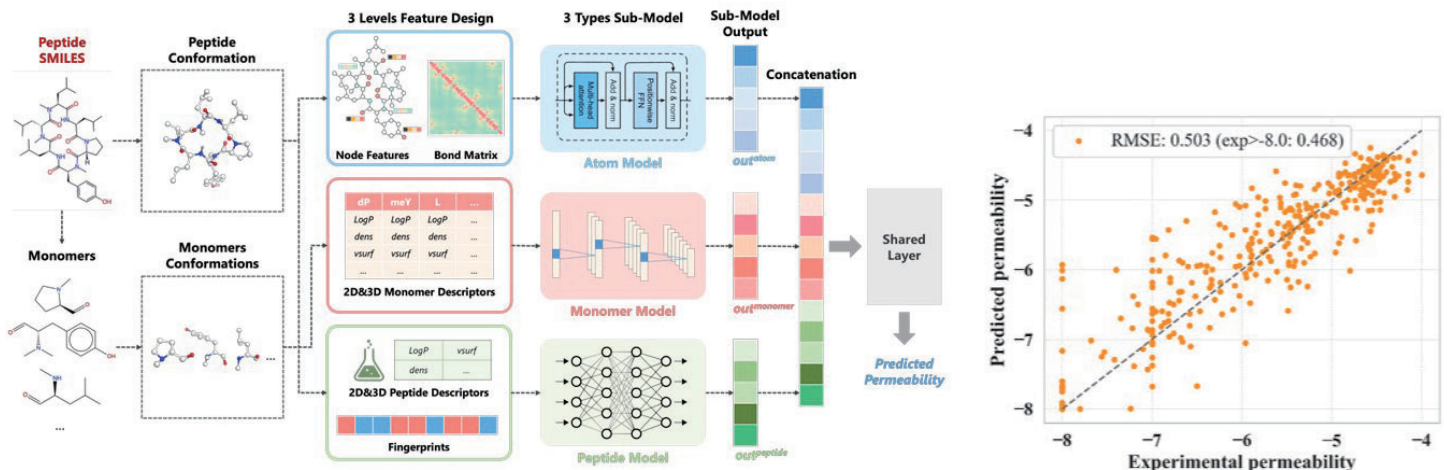 3 Levels Feature Design
3 Types Sub-Model
Sub-Model
Output
Peptide
SMILES
Peptide
Conformation
Concatenation
Multi-head
attention
Add & norm
Positionwise
FFN
Add & norm
Node Features
Bond Matrix
Atom Model
out^atom
H
OH
Monomers
Monomers
Conformations
dP meY L ...
LogP LogP LogP ...
dens dens dens ...
vsurf vsurf vsurf ...
... ... ... ...
2D&3D Monomer Descriptors
Monomer Model
out^monomer
Shared
Layer
Predicted
Permeability
...
...
LogP vsurf
dens ...
2D&3D Peptide Descriptors
Fingerprints
Peptide Model
out^peptide
RMSE: 0.503 (exp>-8.0: 0.468)
Predicted permeability
−4
−5
−6
−7
−8
−8 −7 −6 −5 −4
Experimental permeability